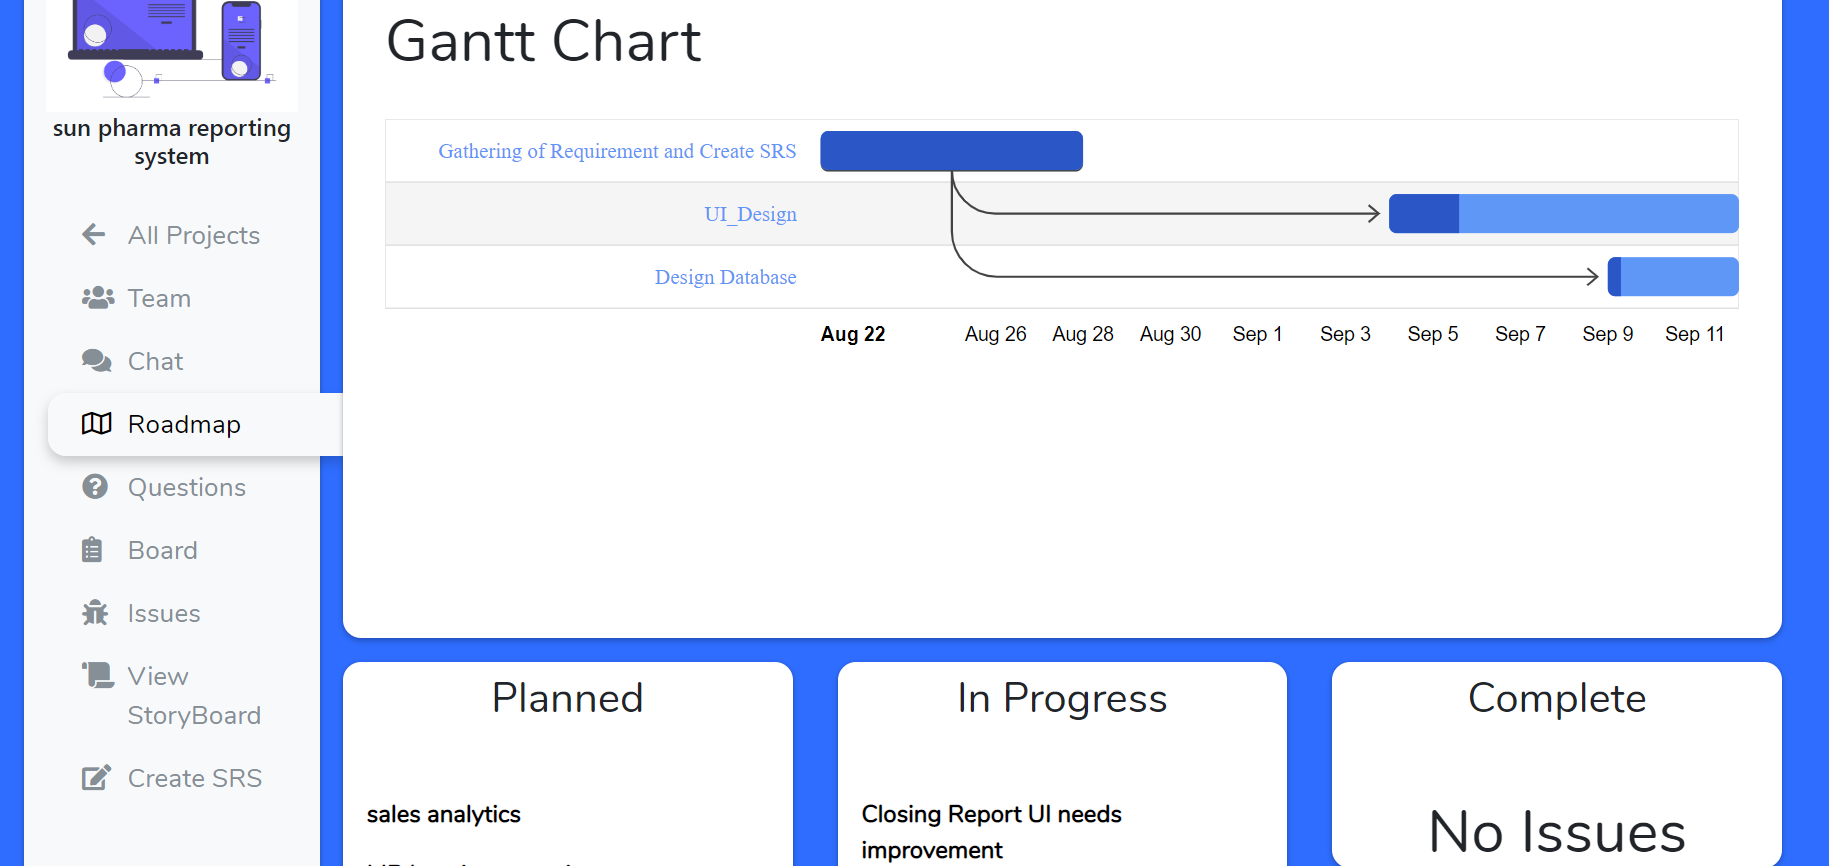 sun pharma reporting
system
All Projects
Team
Chat
Roadmap
Questions
Board
Issues
View
StoryBoard
Create SRS
Gantt Chart
Gathering of Requirement and Create SRS
UI_Design
Design Database
Aug 22 Aug 26 Aug 28 Aug 30 Sep 1 Sep 3 Sep 5 Sep 7 Sep 9 Sep 11
Planned
sales analytics
In Progress
Closing Report UI needs
improvement
Complete
No Issues